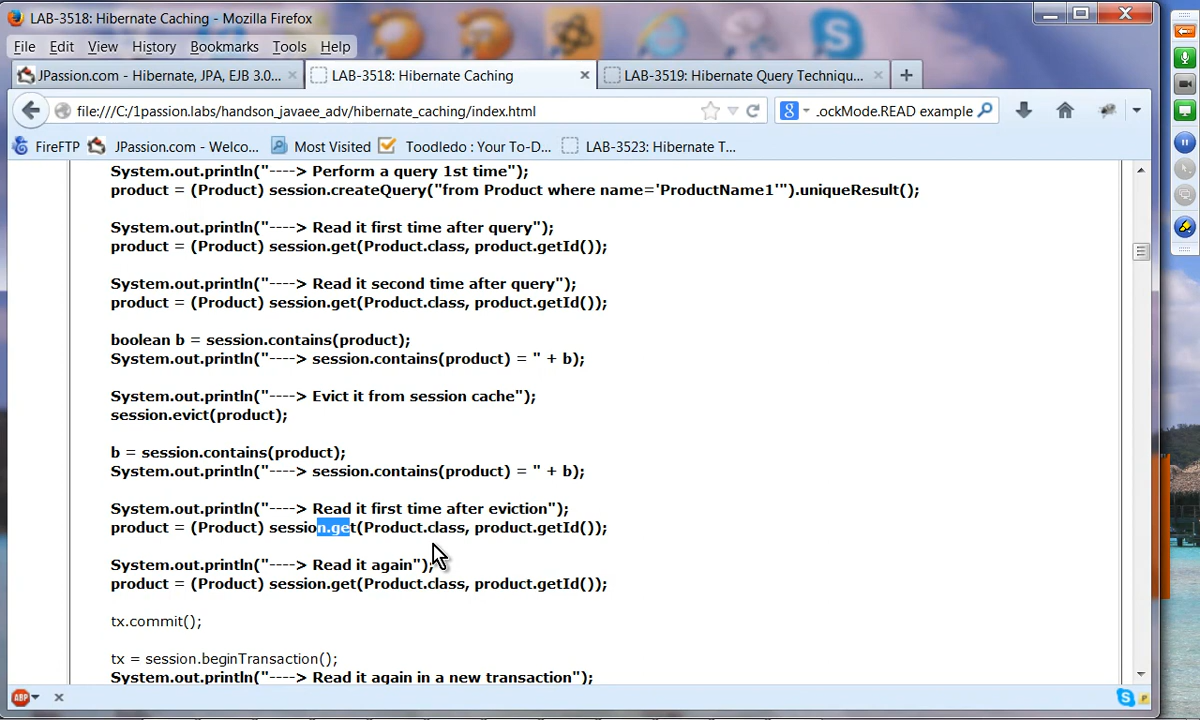 LAB-3518: Hibernate Caching - Mozilla Firefox
File Edit View History Bookmarks Tools Help
JPassion.com - Hibernate, JPA, EJB 3.0... LAB-3518: Hibernate Caching LAB-3519: Hibernate Query Techniqu...
file:///C:/1passion.labs/handson_javaee_adv/hibernate_caching/index.html .ockMode.READ example
FireFTP JPassion.com - Welco... Most Visited Toodledo : Your To-D... LAB-3523: Hibernate T...
System.out.println("----> Perform a query 1st time");
product = (Product) session.createQuery("from Product where name='ProductName1'").uniqueResult();
System.out.println("----> Read it first time after query");
product = (Product) session.get(Product.class, product.getId());
System.out.println("----> Read it second time after query");
product = (Product) session.get(Product.class, product.getId());
boolean b = session.contains(product);
System.out.println("----> session.contains(product) = " + b);
System.out.println("----> Evict it from session cache");
session.evict(product);
b = session.contains(product);
System.out.println("----> session.contains(product) = " + b);
System.out.println("----> Read it first time after eviction");
product = (Product) session.get(Product.class, product.getId());
System.out.println("----> Read it again");
product = (Product) session.get(Product.class, product.getId());
tx.commit();
tx = session.beginTransaction();
System.out.println("----> Read it again in a new transaction");
ABP